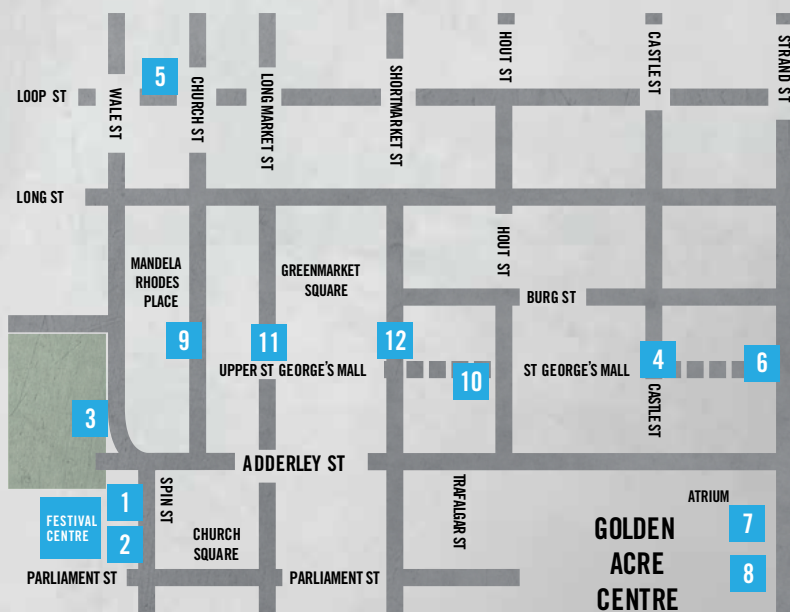 HOUT ST
CASTLE ST
STRAND ST
5
CHURCH ST
LONG MARKET ST
SHORTMARKET ST
LOOP ST
WALE ST
LONG ST
HOUT ST
MANDELA
RHODES
PLACE
GREENMARKET
SQUARE
BURG ST
9
11
12
UPPER ST GEORGE'S MALL
10
ST GEORGE'S MALL
4
6
CASTLE ST
3
ADDERLEY ST
SPIN ST
TRAFALGAR ST
1
FESTIVAL
CENTRE
2
CHURCH
SQUARE
ATRIUM
7
GOLDEN
ACRE
CENTRE
8
PARLIAMENT ST
PARLIAMENT ST